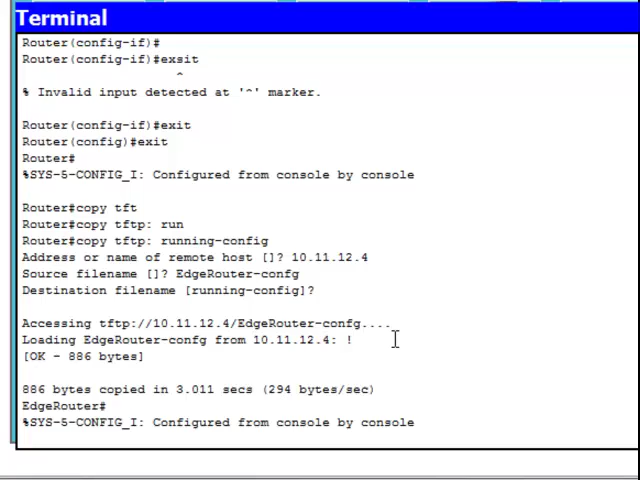 Terminal
Router(config-if)#
Router(config-if)#exsit
^
% Invalid input detected at '^' marker.
Router(config-if)#exit
Router(config)#exit
Router#
%SYS-5-CONFIG_I: Configured from console by console
Router#copy tft
Router#copy tftp: run
Router#copy tftp: running-config
Address or name of remote host []? 10.11.12.4
Source filename []? EdgeRouter-confg
Destination filename [running-config]?
Accessing tftp://10.11.12.4/EdgeRouter-confg....
Loading EdgeRouter-confg from 10.11.12.4: !
[OK - 886 bytes]
886 bytes copied in 3.011 secs (294 bytes/sec)
EdgeRouter#
%SYS-5-CONFIG_I: Configured from console by console